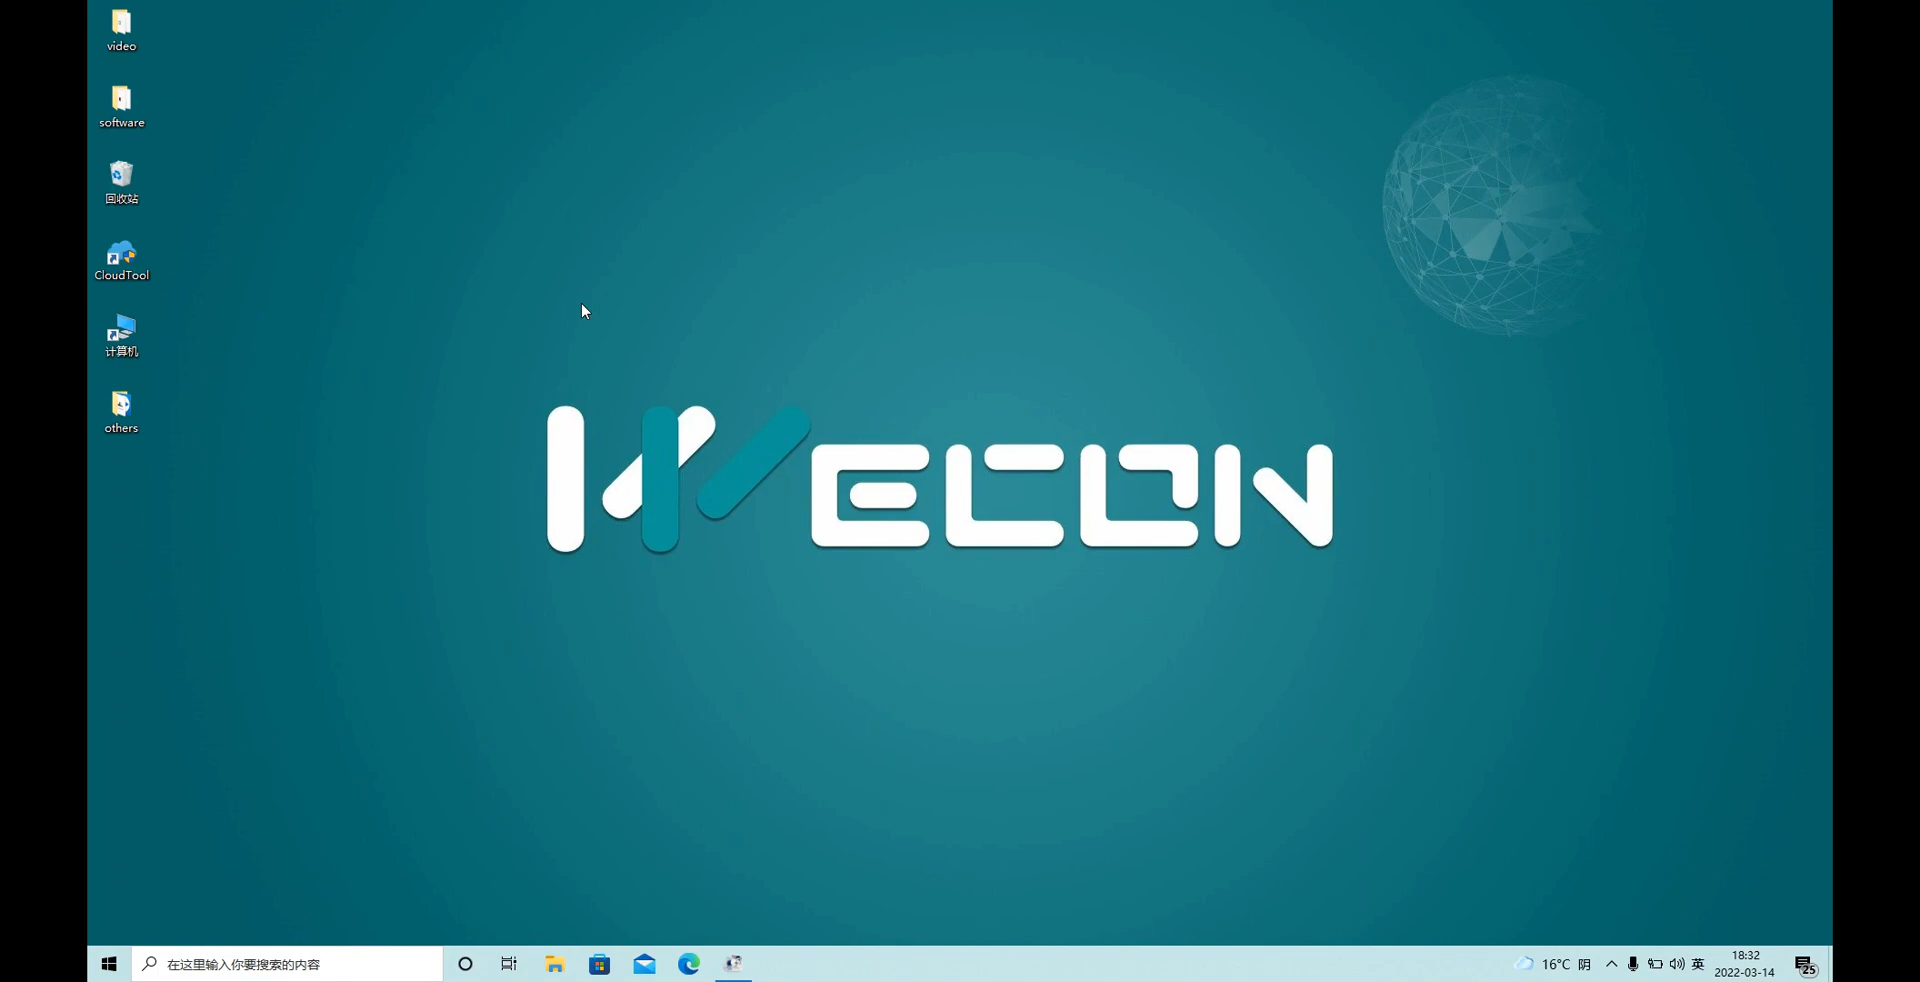 video
software
回收站
CloudTool
计算机
others
WECON
在这里输入你要搜索的内容
16°C 阴
英
18:32
2022-03-14
25